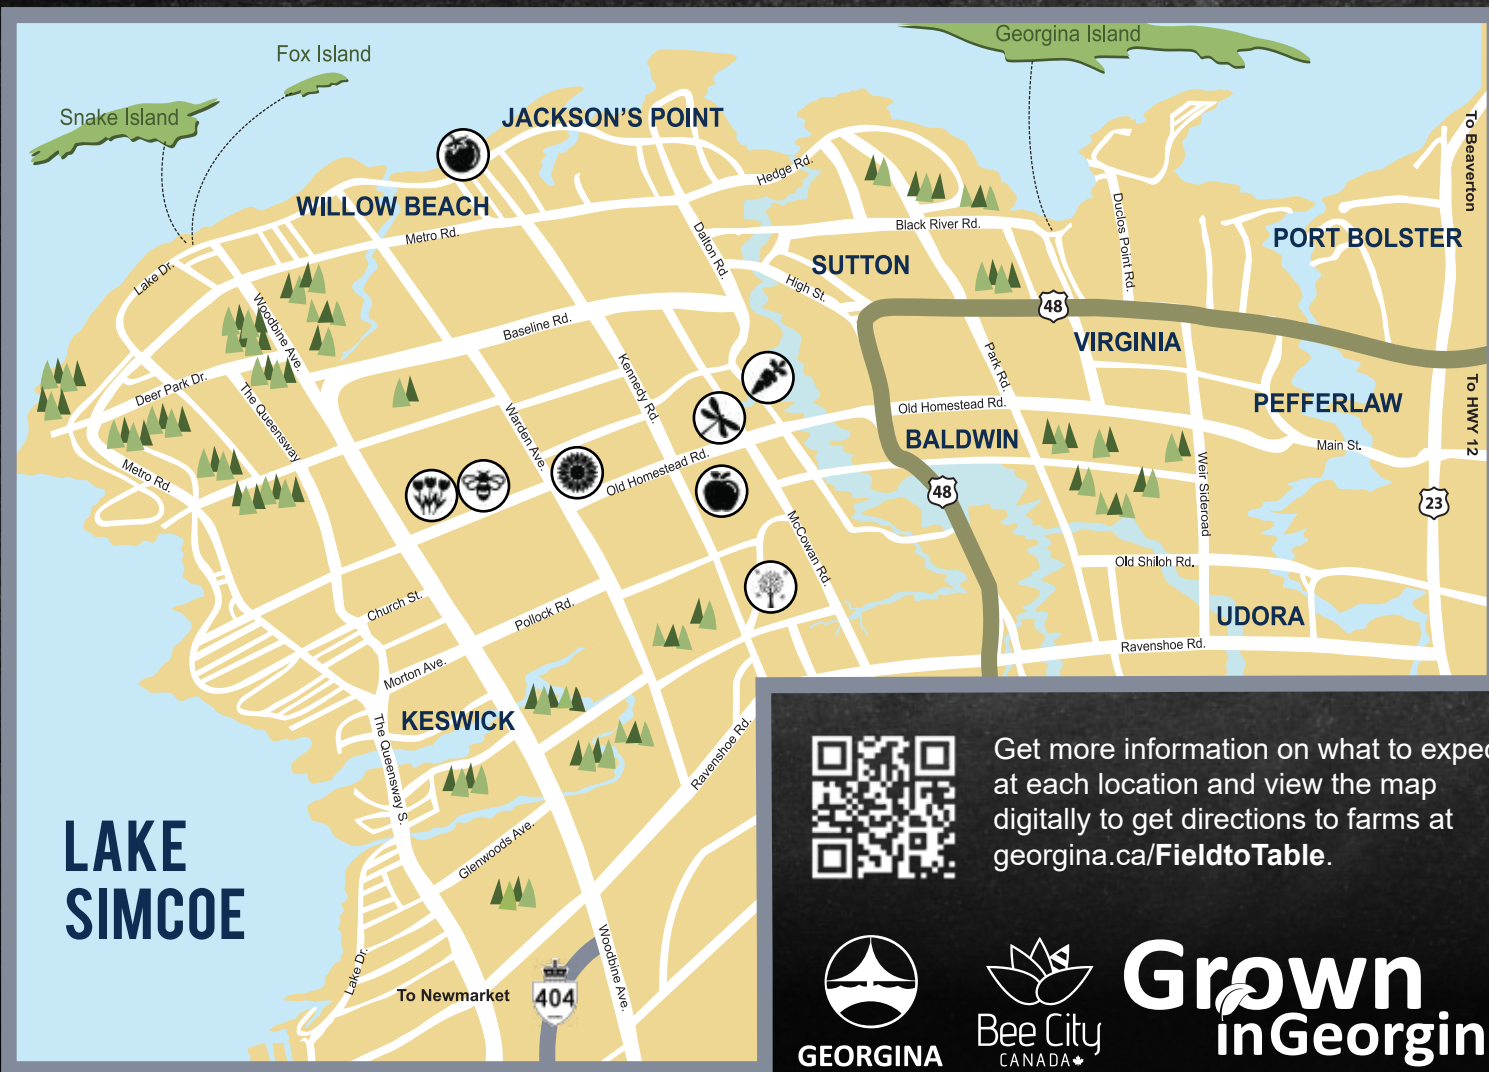 Georgina Island
Fox Island
Snake Island
JACKSON'S POINT
To Beaverton
Hedge Rd.
WILLOW BEACH
Metro Rd.
Black River Rd.
Duclos Point Rd.
PORT BOLSTER
Dalton Rd.
SUTTON
Lake Dr.
High St.
48
Woodbine Ave.
Baseline Rd.
VIRGINIA
Park Rd.
Kennedy Rd.
Deer Park Dr.
The Queensway
To HWY 12
Old Homestead Rd.
PEFFERLAW
Warden Ave.
BALDWIN
Main St.
Old Homestead Rd.
Metro Rd.
Weir Sideroad
48
23
McCowan Rd.
Old Shiloh Rd.
Church St.
Pollock Rd.
UDORA
Ravenshoe Rd.
Morton Ave.
KESWICK
The Queensway S.
Ravenshoe Rd.
Glenwoods Ave.
LAKE
SIMCOE
Lake Dr.
Woodbine Ave.
To Newmarket
404
Get more information on what to expec
at each location and view the map
digitally to get directions to farms at
georgina.ca/FieldtoTable.
GEORGINA
Bee City
CANADA
Grown
inGeorgin